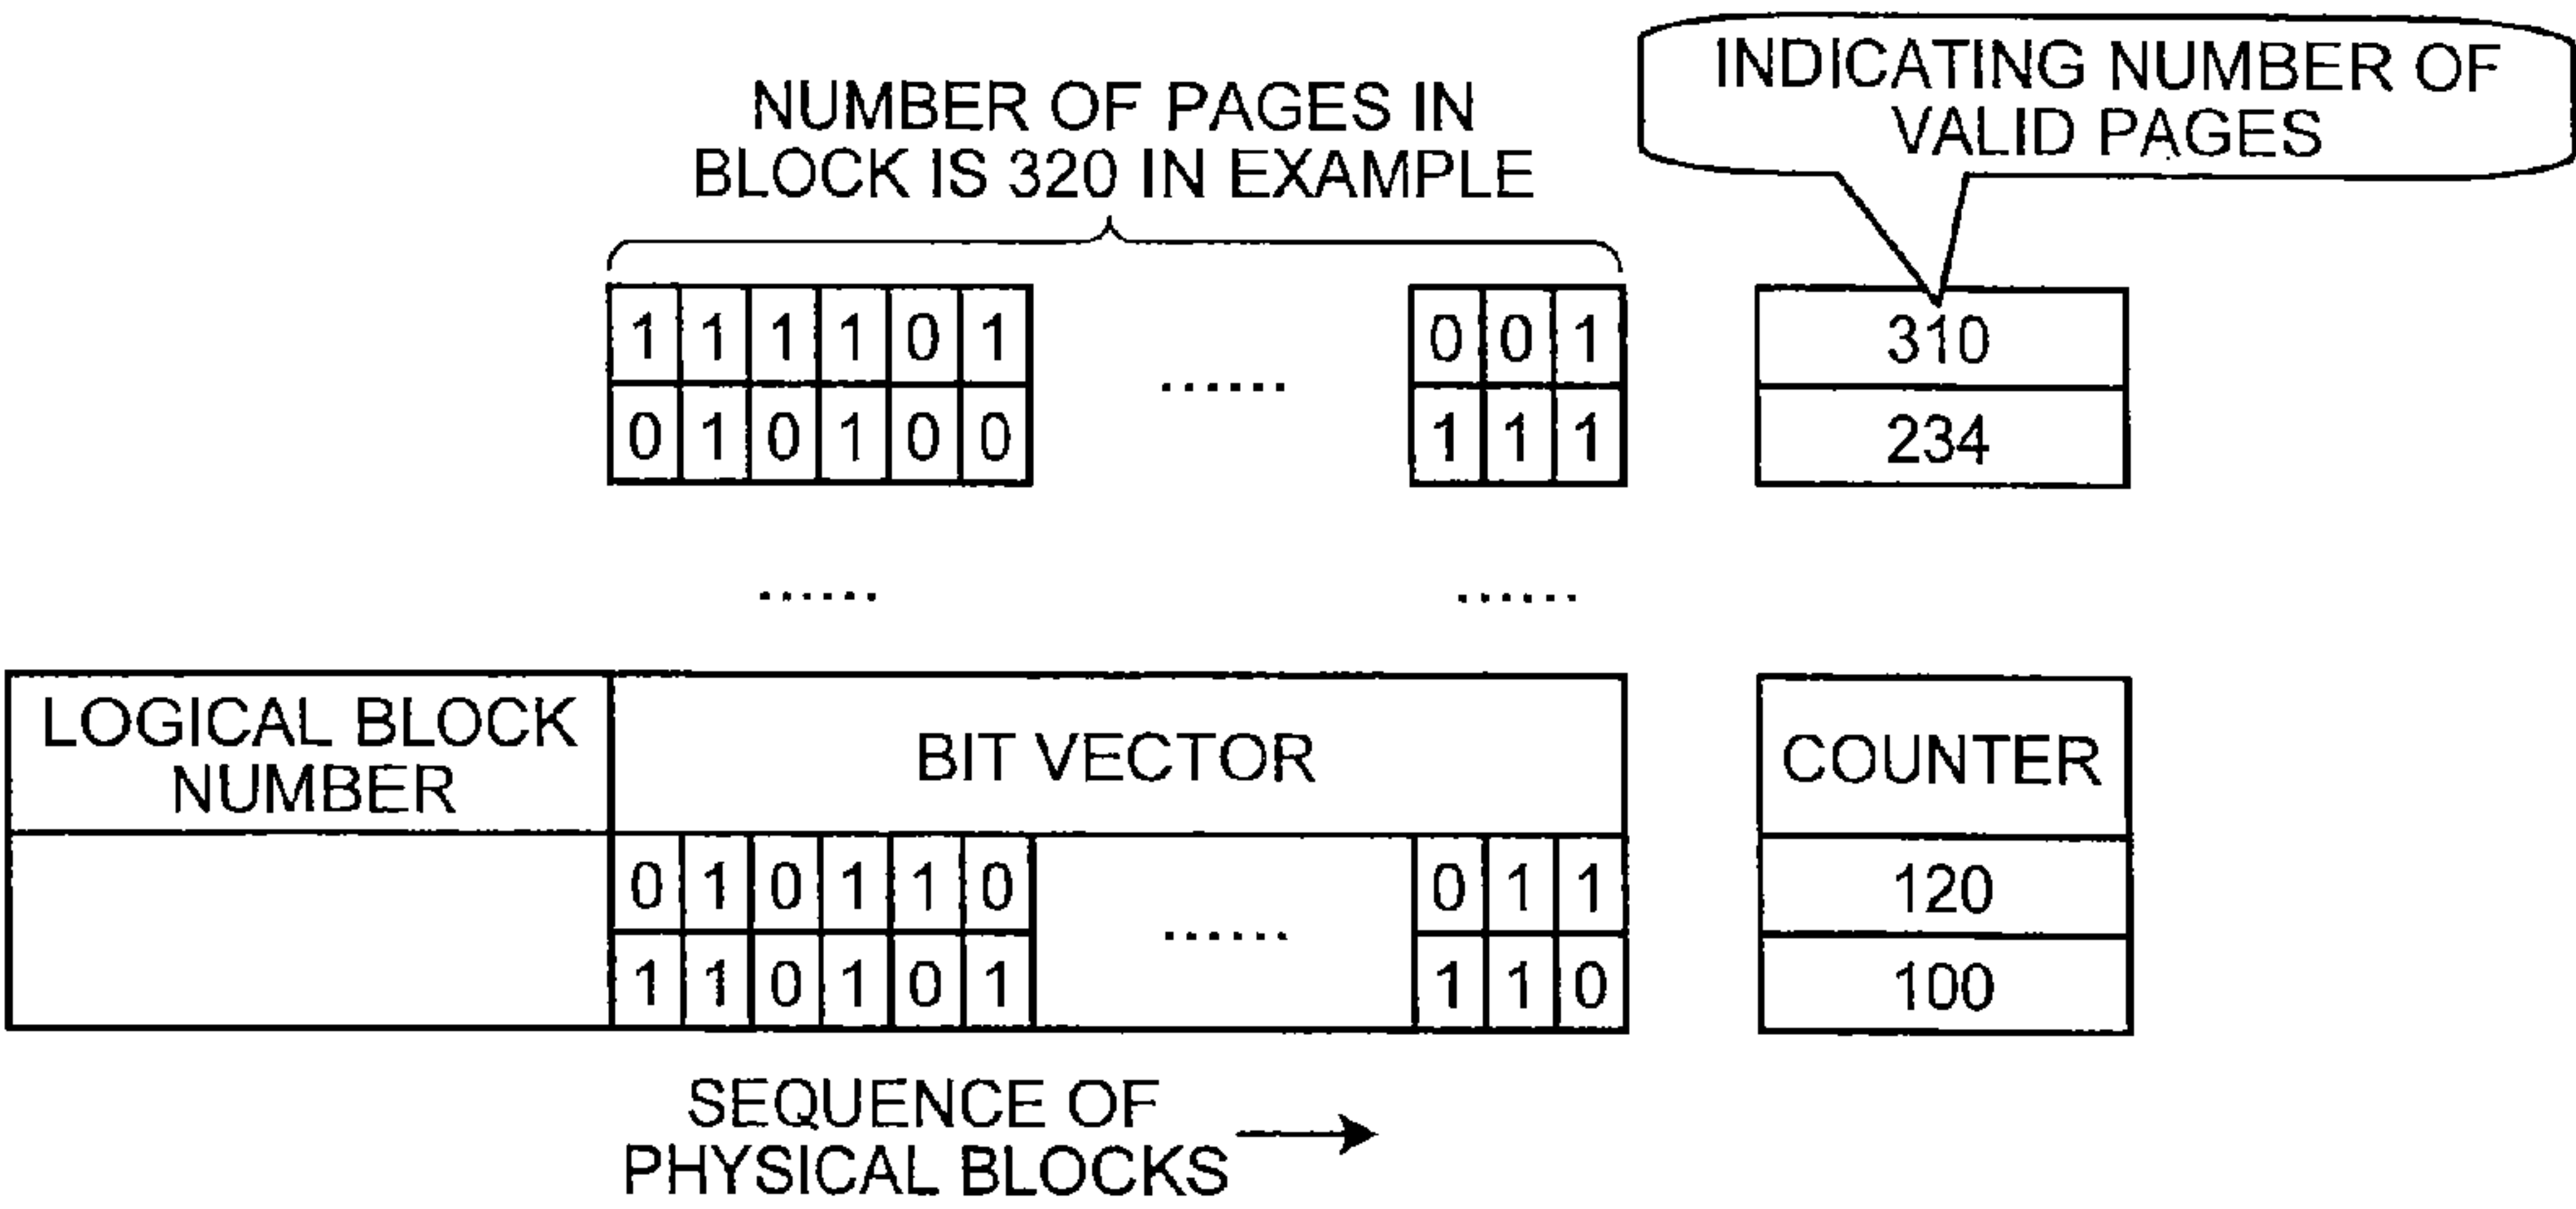 NUMBER OF PAGES IN
BLOCK IS 320 IN EXAMPLE
INDICATING NUMBER OF
VALID PAGES
1 1 1 1 0 1 ...... 0 0 1 310
0 1 0 1 0 0 1 1 1 234
...... ......
LOGICAL BLOCK
NUMBER
BIT VECTOR
COUNTER
0 1 0 1 1 0 ...... 0 1 1 120
1 1 0 1 0 1 1 1 0 100
SEQUENCE OF
PHYSICAL BLOCKS